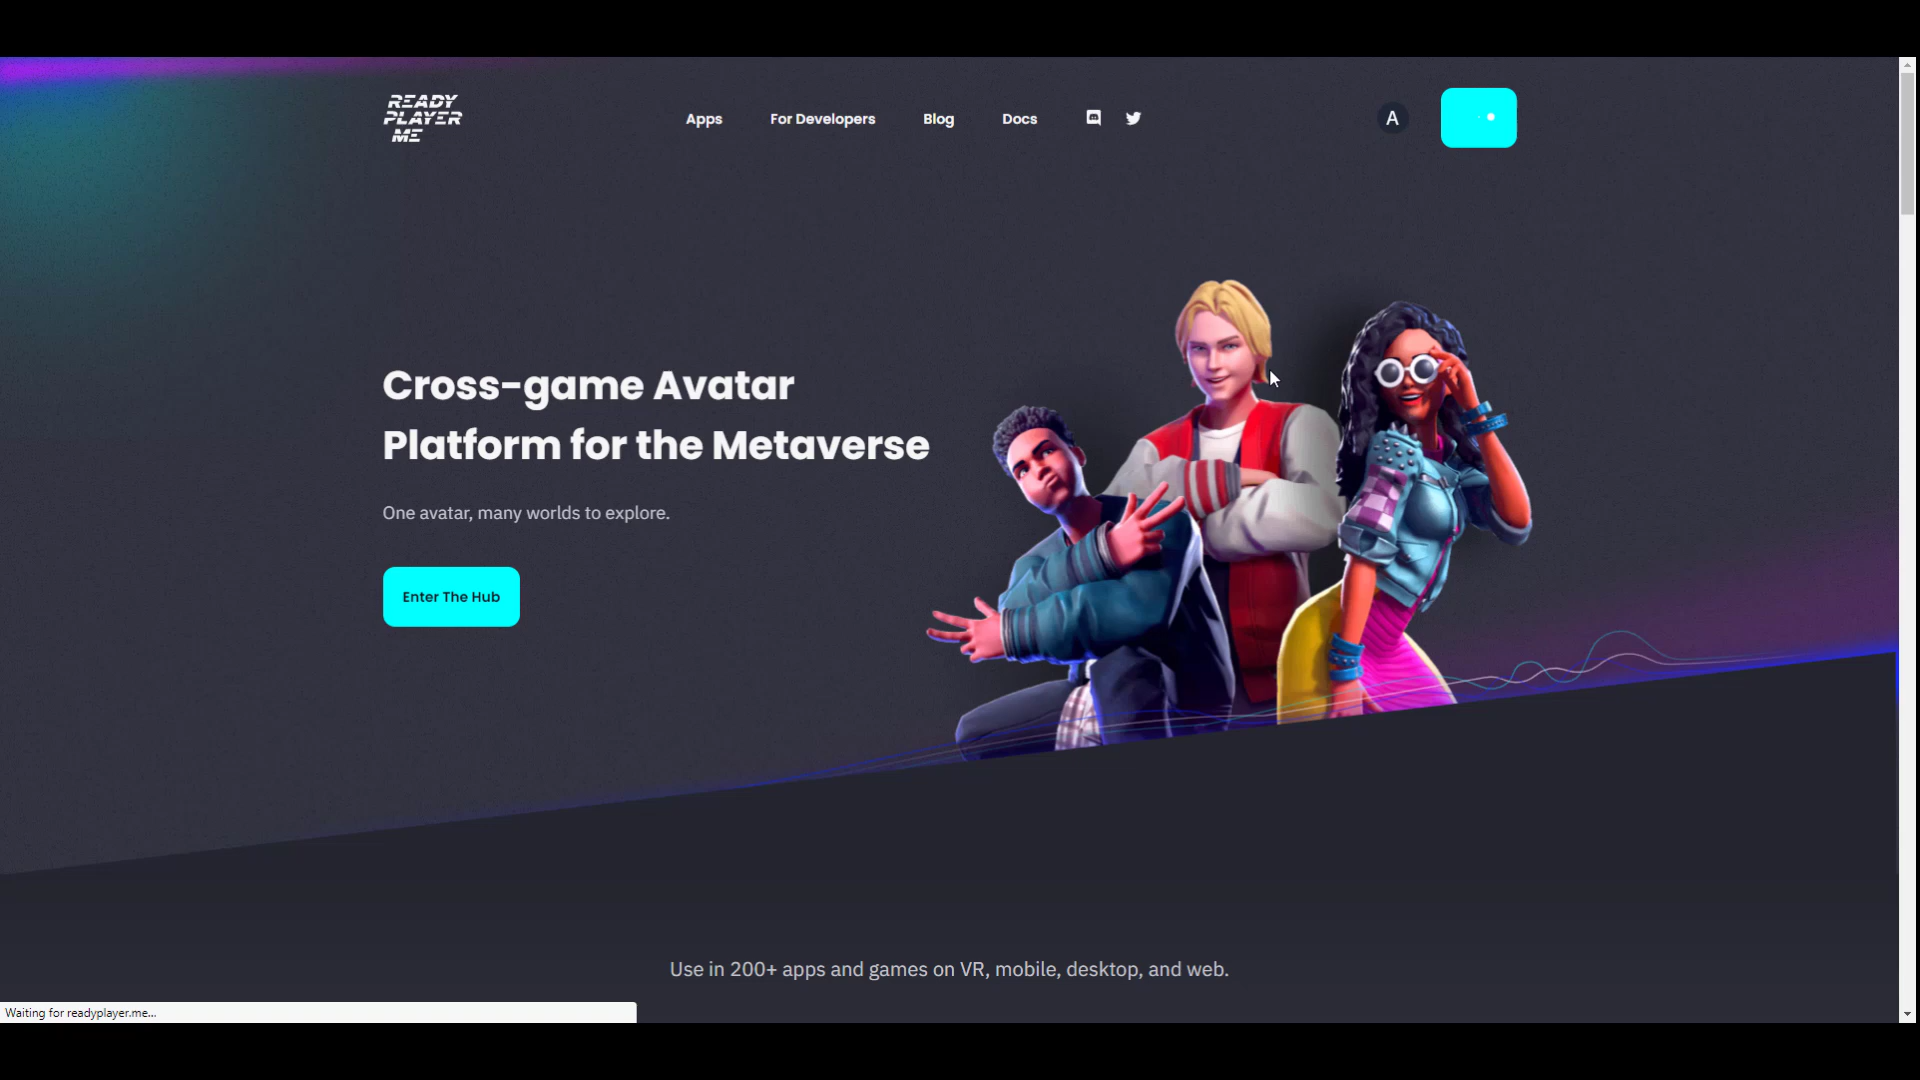 READY
PLAYER
ME
Apps
For Developers
Blog
Docs
A
Cross-game Avatar
Platform for the Metaverse
One avatar, many worlds to explore.
Enter The Hub
Use in 200+ apps and games on VR, mobile, desktop, and web.
Waiting for readyplayer.me...